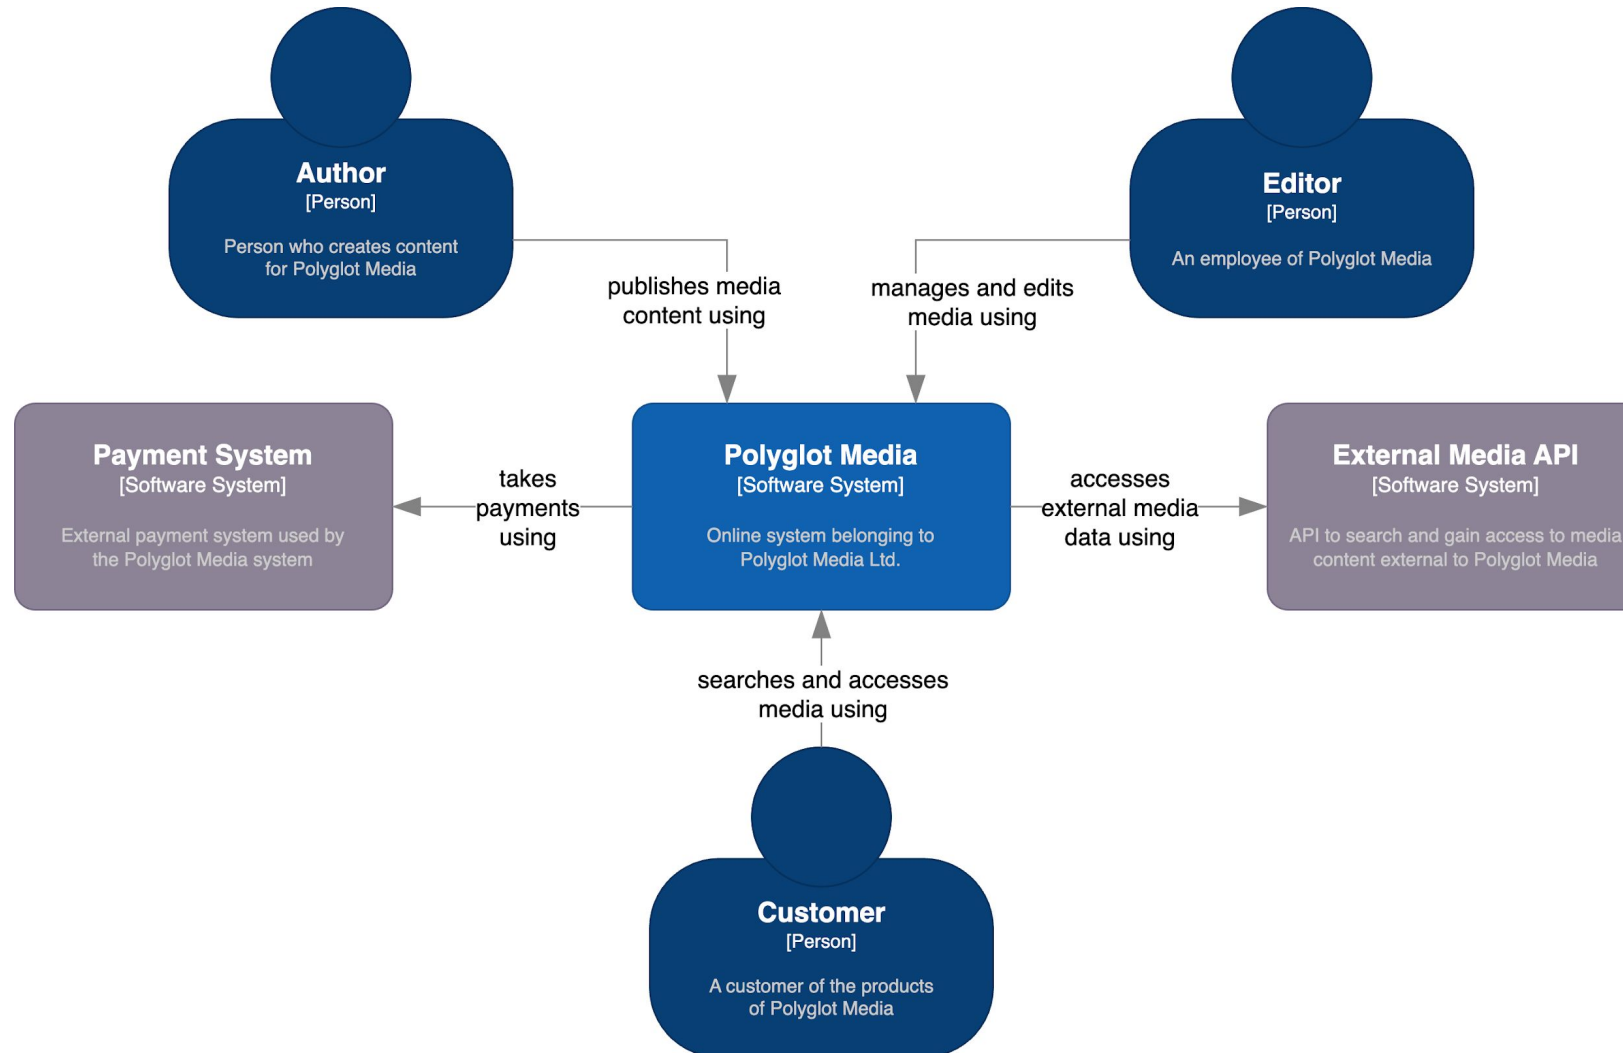 Author
[Person]
Person who creates content
for Polyglot Media
Editor
[Person]
An employee of Polyglot Media
publishes media
content using
manages and edits
media using
Payment System
[Software System]
External payment system used by
the Polyglot Media system
takes
payments
using
Polyglot Media
[Software System]
Online system belonging to
Polyglot Media Ltd.
accesses
external media
data using
External Media API
[Software System]
API to search and gain access to media
content external to Polyglot Media
searches and accesses
media using
Customer
[Person]
A customer of the products
of Polyglot Media